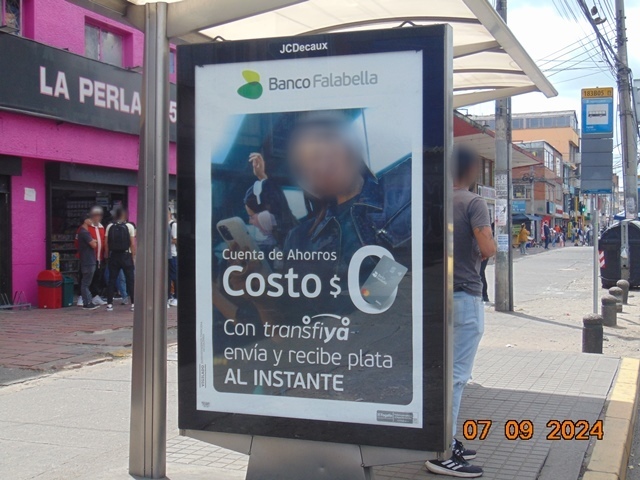 JCDecaux
Banco Falabella
LA PERLA 5
Cuenta de Ahorros
Costo $0
Con transfiya
envía y recibe plata
AL INSTANTE
07 09 2024